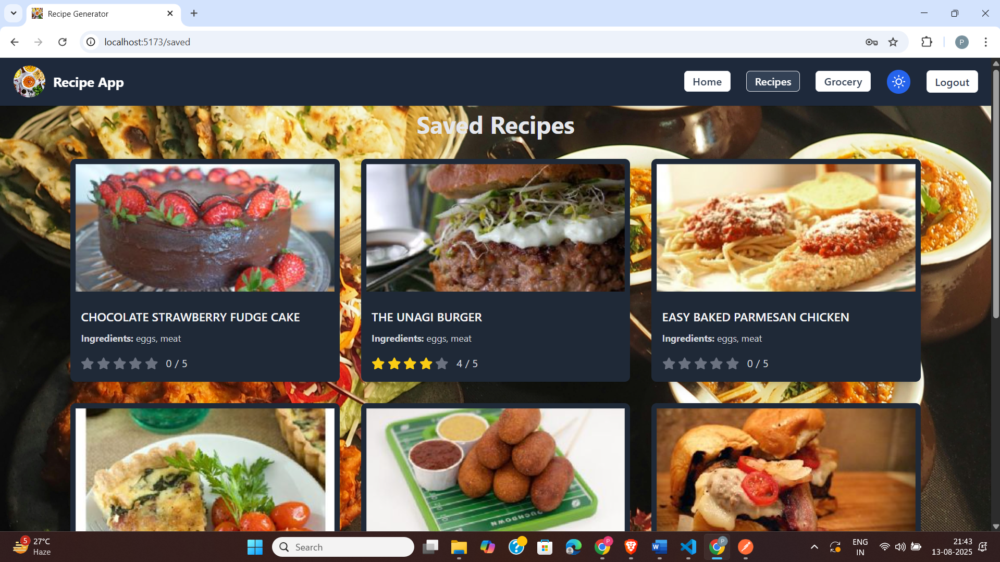 Recipe Generator
localhost:5173/saved
P
Recipe App
Home
Recipes
Grocery
Logout
Saved Recipes
CHOCOLATE STRAWBERRY FUDGE CAKE
Ingredients: eggs, meat
0 / 5
THE UNAGI BURGER
Ingredients: eggs, meat
4 / 5
EASY BAKED PARMESAN CHICKEN
Ingredients: eggs, meat
0 / 5
5
27°C
Haze
Search
P
W
P
ENG
IN
21:43
13-08-2025